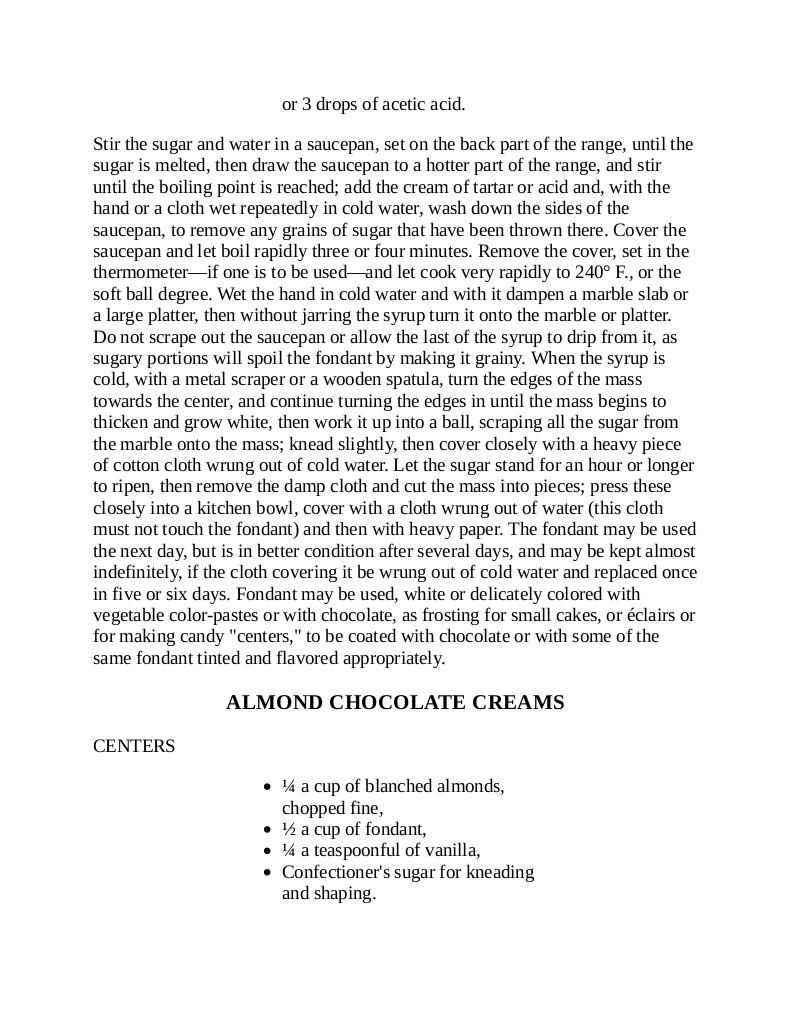 or 3 drops of acetic acid.
Stir the sugar and water in a saucepan, set on the back part of the range, until the
sugar is melted, then draw the saucepan to a hotter part of the range, and stir
until the boiling point is reached; add the cream of tartar or acid and, with the
hand or a cloth wet repeatedly in cold water, wash down the sides of the
saucepan, to remove any grains of sugar that have been thrown there. Cover the
saucepan and let boil rapidly three or four minutes. Remove the cover, set in the
thermometer—if one is to be used—and let cook very rapidly to 240° F., or the
soft ball degree. Wet the hand in cold water and with it dampen a marble slab or
a large platter, then without jarring the syrup turn it onto the marble or platter.
Do not scrape out the saucepan or allow the last of the syrup to drip from it, as
sugary portions will spoil the fondant by making it grainy. When the syrup is
cold, with a metal scraper or a wooden spatula, turn the edges of the mass
towards the center, and continue turning the edges in until the mass begins to
thicken and grow white, then work it up into a ball, scraping all the sugar from
the marble onto the mass; knead slightly, then cover closely with a heavy piece
of cotton cloth wrung out of cold water. Let the sugar stand for an hour or longer
to ripen, then remove the damp cloth and cut the mass into pieces; press these
closely into a kitchen bowl, cover with a cloth wrung out of water (this cloth
must not touch the fondant) and then with heavy paper. The fondant may be used
the next day, but is in better condition after several days, and may be kept almost
indefinitely, if the cloth covering it be wrung out of cold water and replaced once
in five or six days. Fondant may be used, white or delicately colored with
vegetable color-pastes or with chocolate, as frosting for small cakes, or éclairs or
for making candy "centers," to be coated with chocolate or with some of the
same fondant tinted and flavored appropriately.
ALMOND CHOCOLATE CREAMS
CENTERS
• ¼ a cup of blanched almonds,
chopped fine,
• ½ a cup of fondant,
• ¼ a teaspoonful of vanilla,
• Confectioner's sugar for kneading
and shaping.